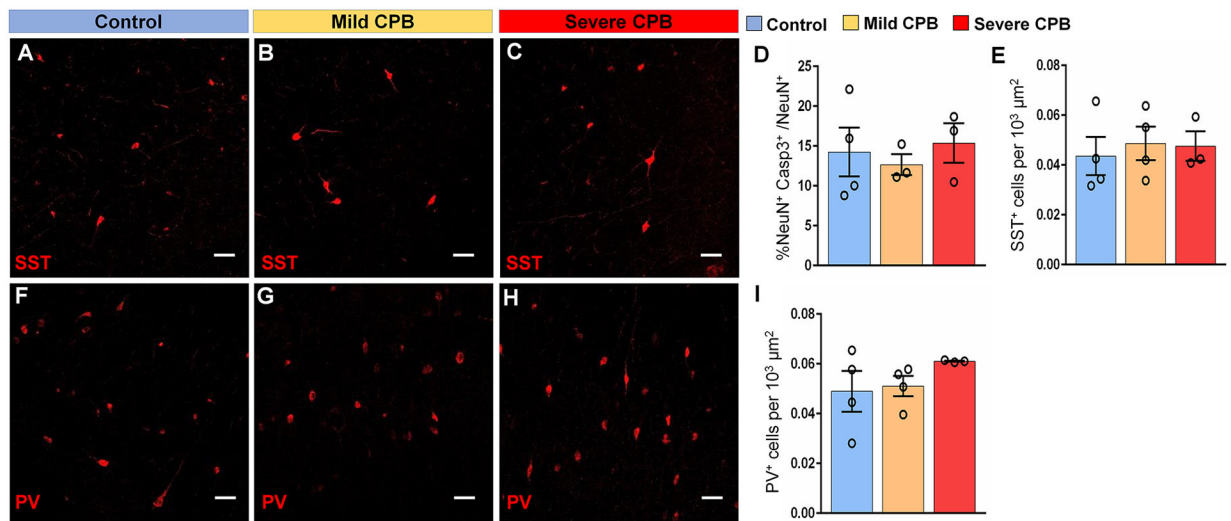 Control Mild CPB Severe CPB
Control Mild CPB Severe CPB
A B C
SST SST SST
D
%NeuN⁺ Casp3⁺ /NeuN⁺
25
20
15
10
5
0
E
SST⁺ cells per 10³ µm²
0.08
0.06
0.04
0.02
0.00
F G H
PV PV PV
I
PV⁺ cells per 10³ µm²
0.08
0.06
0.04
0.02
0.00